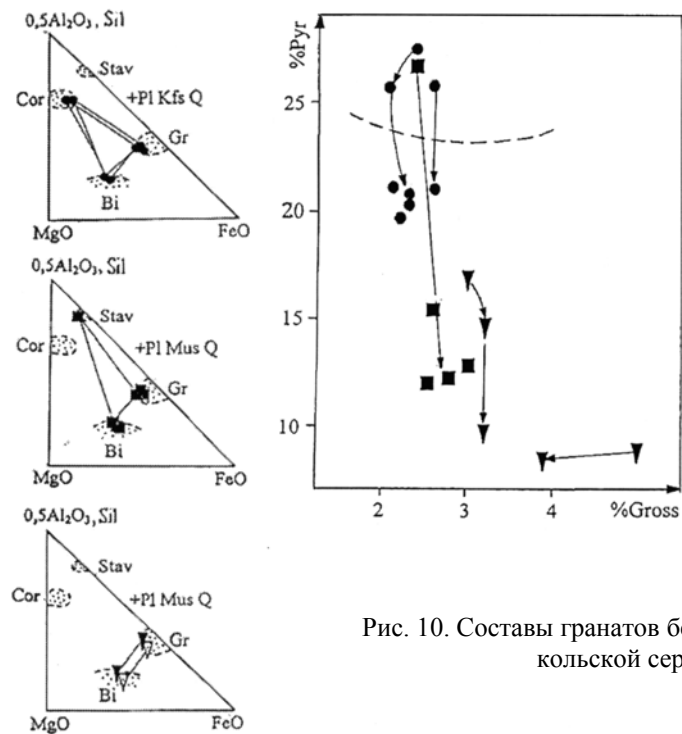 0,5Al₂O₃, Sil
Stav
Cor
+Pl Kfs Q
Gr
Bi
MgO
FeO
0,5Al₂O₃, Sil
Stav
Cor
+Pl Mus Q
Gr
Bi
MgO
FeO
0,5Al₂O₃, Sil
Stav
Cor
+Pl Mus Q
Gr
Bi
MgO
FeO
%Pyr
25
20
15
10
2
3
4
%Gross
Рис. 10. Составы гранатов б
кольской сер